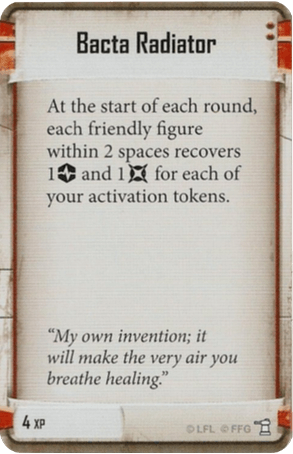 Bacta Radiator
At the start of each round,
each friendly figure
within 2 spaces recovers
1 and 1 for each of
your activation tokens.
“My own invention; it
will make the very air you
breathe healing.”
4 XP
© LFL © FFG